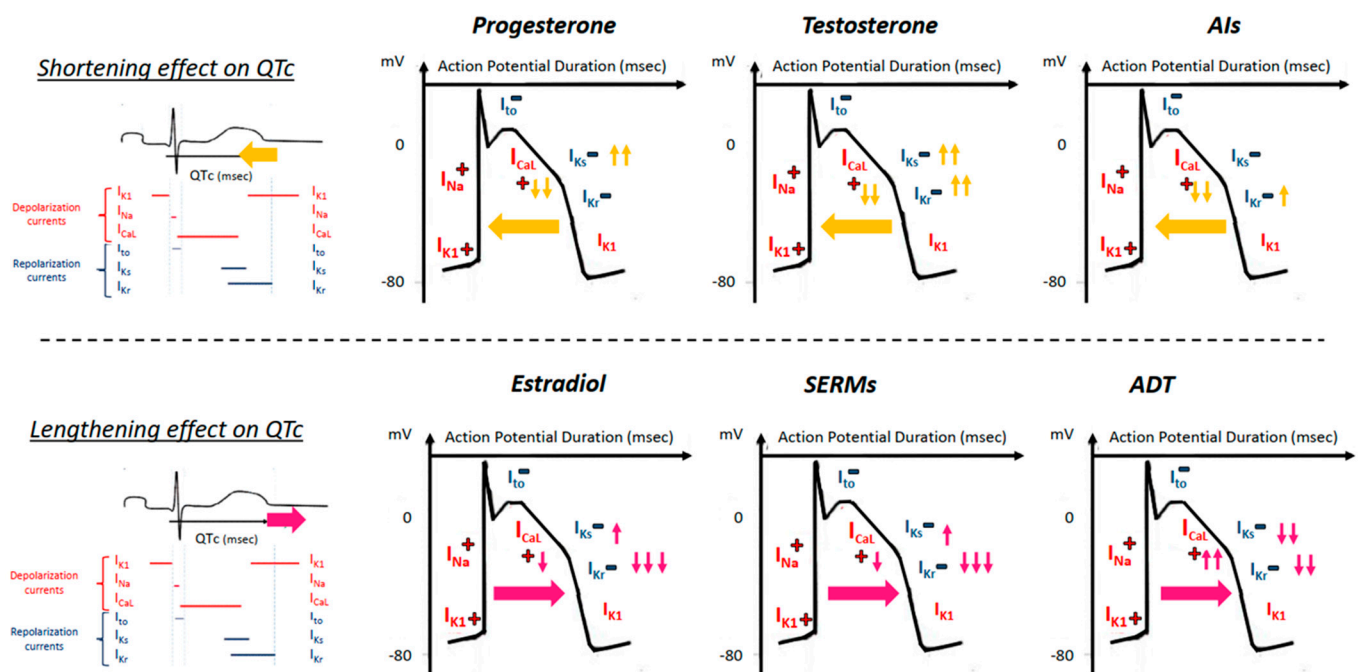 Progesterone
Testosterone
AIs
Shortening effect on QTc
mV
Action Potential Duration (msec)
Ito
0
ICaL
IKs
INa
IKr
IK1
IK1
-80
mV
Action Potential Duration (msec)
Ito
0
ICaL
IKs
INa
IKr
IK1
IK1
-80
mV
Action Potential Duration (msec)
Ito
0
ICaL
IKs
INa
IKr
IK1
IK1
-80
QTc (msec)
Depolarization
currents
IK1
INa
ICaL
Repolarization
currents
Ito
IKs
IKr
IK1
INa
ICaL
Ito
IKs
IKr
Estradiol
SERMs
ADT
Lengthening effect on QTc
mV
Action Potential Duration (msec)
Ito
0
ICaL
IKs
INa
IKr
IK1
IK1
-80
mV
Action Potential Duration (msec)
Ito
0
ICaL
IKs
INa
IKr
IK1
IK1
-80
mV
Action Potential Duration (msec)
Ito
0
ICaL
IKs
INa
IKr
IK1
IK1
-80
QTc (msec)
Depolarization
currents
IK1
INa
ICaL
Repolarization
currents
Ito
IKs
IKr
IK1
INa
ICaL
Ito
IKs
IKr